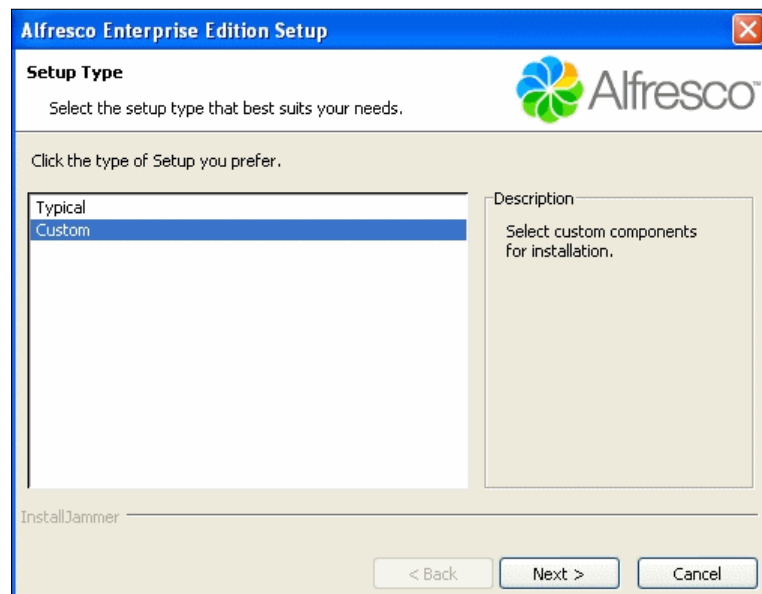 Alfresco Enterprise Edition Setup
Setup Type
Select the setup type that best suits your needs.
Alfresco™
Click the type of Setup you prefer.
Typical
Custom
Description
Select custom components
for installation.
InstallJammer
< Back
Next >
Cancel